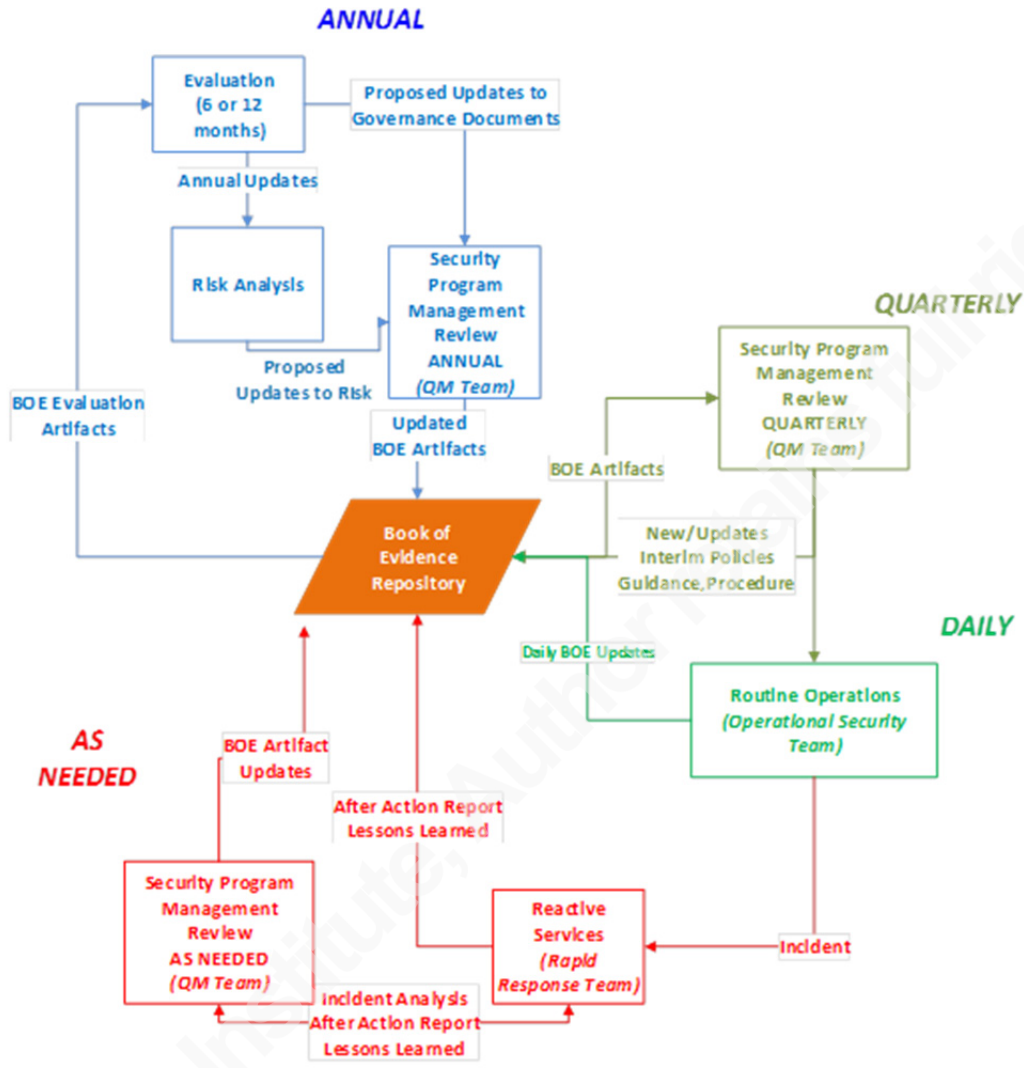 ANNUAL
Evaluation
(6 or 12
months)
Proposed Updates to
Governance Documents
Annual Updates
Risk Analysis
Security
Program
Management
Review
ANNUAL
(QM Team)
Proposed
Updates to Risk
QUARTERLY
Security Program
Management
Review
QUARTERLY
(QM Team)
BOE Evaluation
Artifacts
Updated
BOE Artifacts
BOE Artifacts
Book of
Evidence
Repository
New/Updates
Interim Policies
Guidance,Procedure
DAILY
Daily BOE Updates
Routine Operations
(Operational Security
Team)
AS
NEEDED
BOE Artifact
Updates
After Action Report
Lessons Learned
Security Program
Management
Review
AS NEEDED
(QM Team)
Reactive
Services
(Rapid
Response Team)
Incident
Incident Analysis
After Action Report
Lessons Learned
Institute, Author retains full